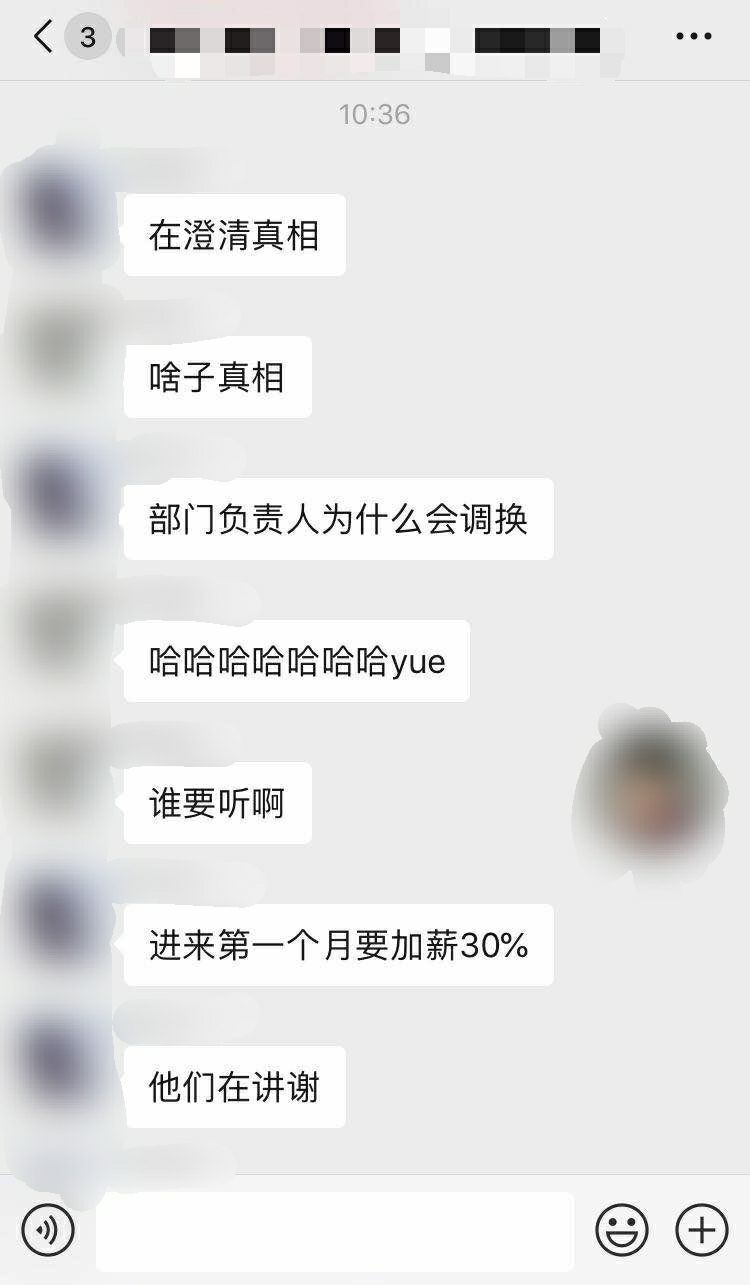 3
10:36
在澄清真相
啥子真相
部门负责人为什么会调换
哈哈哈哈哈哈哈yue
谁要听啊
进来第一个月要加薪30%
他们在讲谢